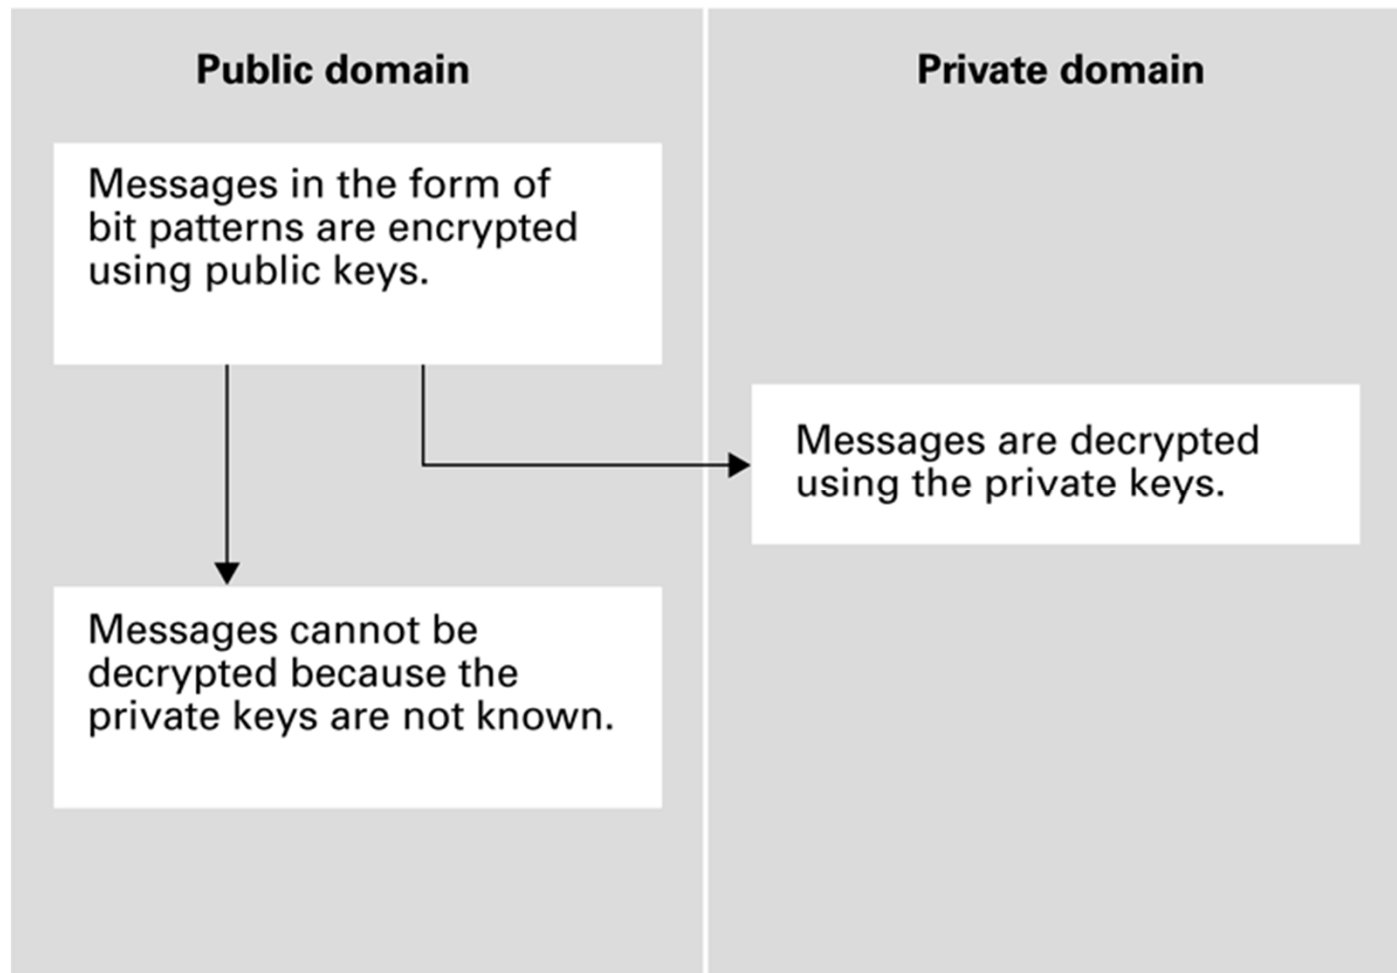 Public domain
Private domain
Messages in the form of
bit patterns are encrypted
using public keys.
Messages are decrypted
using the private keys.
Messages cannot be
decrypted because the
private keys are not known.